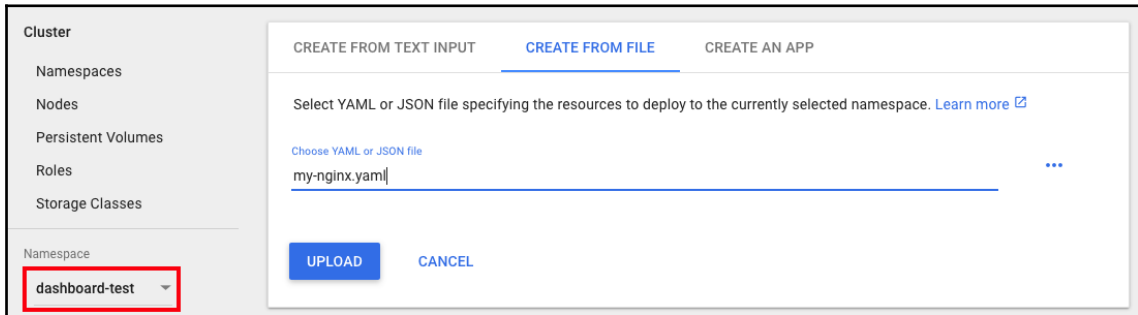 Cluster
Namespaces
Nodes
Persistent Volumes
Roles
Storage Classes
Namespace
dashboard-test
CREATE FROM TEXT INPUT CREATE FROM FILE CREATE AN APP
Select YAML or JSON file specifying the resources to deploy to the currently selected namespace. Learn more
Choose YAML or JSON file
my-nginx.yaml
UPLOAD CANCEL